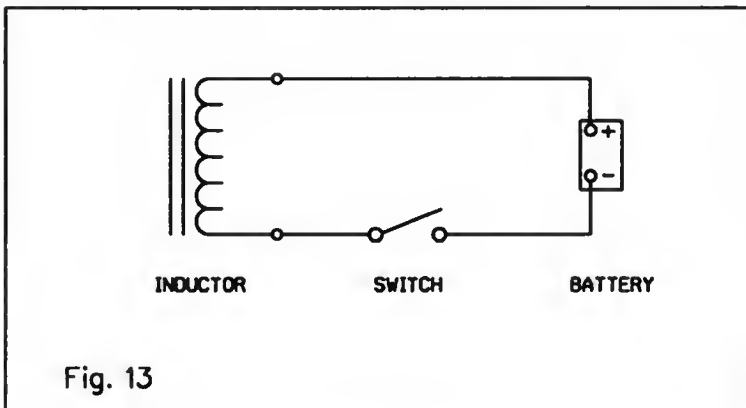 +
-
INDUCTOR SWITCH BATTERY
Fig. 13